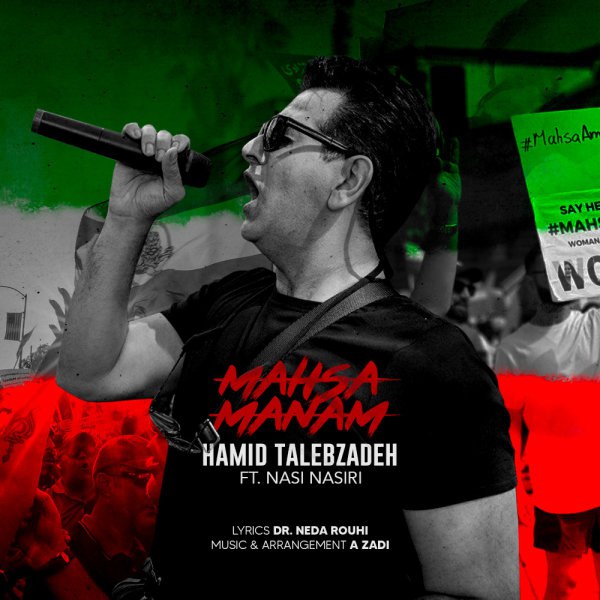 #MahsaAm
SAY HE
#MAHS
WOMAN
WO
MAHSA
MANAM
HAMID TALEBZADEH
FT. NASI NASIRI
LYRICS DR. NEDA ROUHI
MUSIC & ARRANGEMENT A ZADI